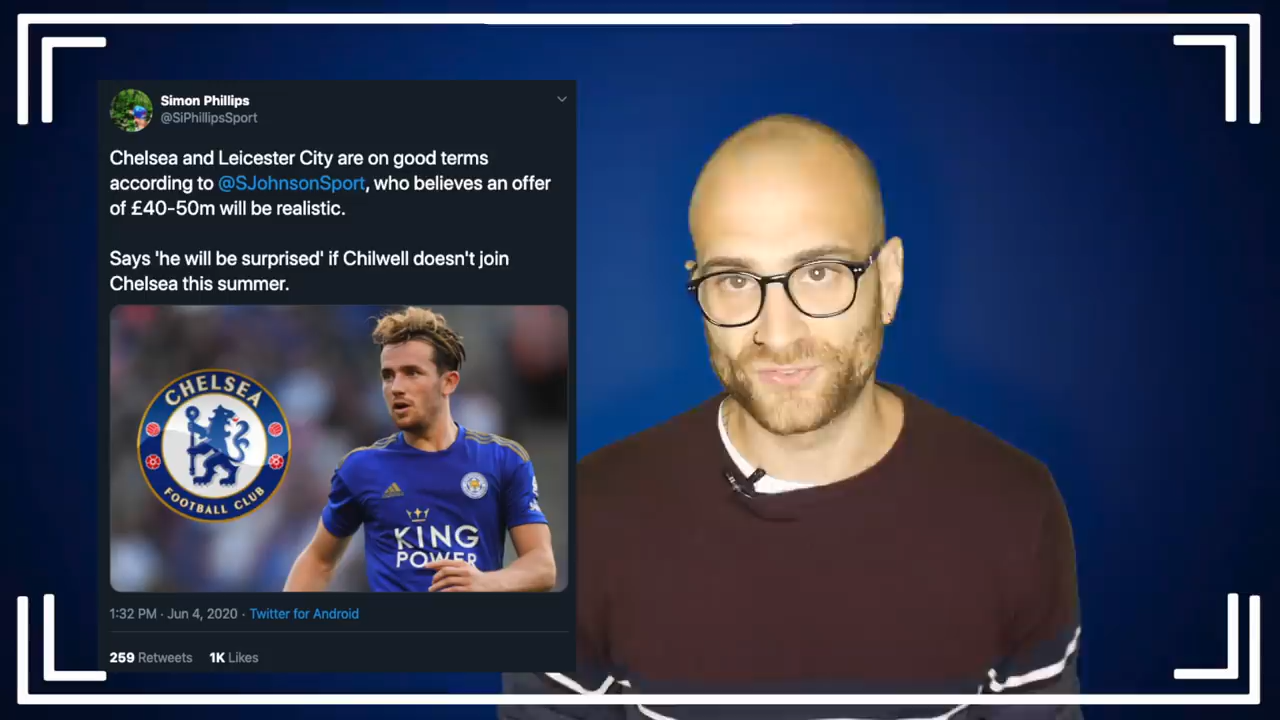 Simon Phillips
@SiPhillipsSport
Chelsea and Leicester City are on good terms
according to @SJohnsonSport, who believes an offer
of £40-50m will be realistic.
Says 'he will be surprised' if Chilwell doesn't join
Chelsea this summer.
CHELSEA
FOOTBALL CLUB
KING
POWER
1:32 PM · Jun 4, 2020 · Twitter for Android
259 Retweets 1K Likes